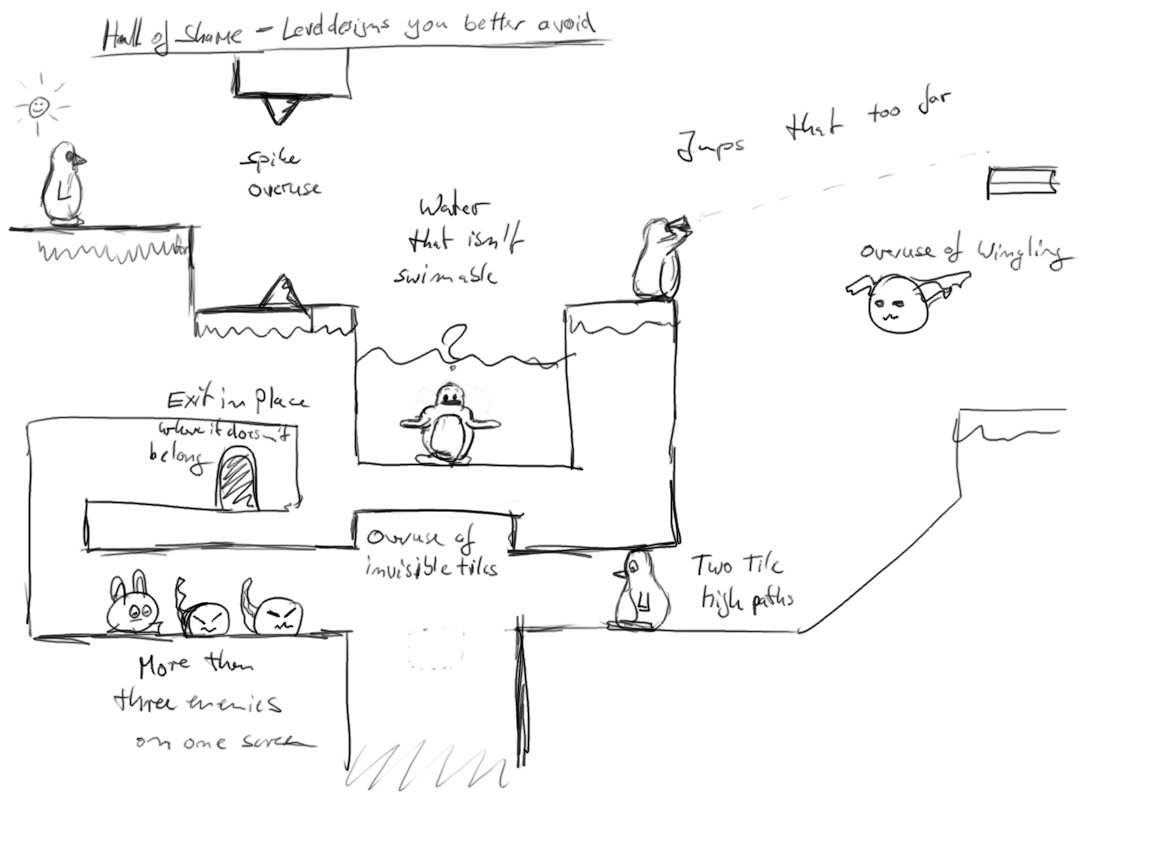 Hall of Shame - Leveldesigns you better avoid
Spike
overuse
Jumps that too far
Water
that isn't
swimable
?
Overuse of Wingling
Exit in place
where it doesn't
belong
Overuse of
invisible tiles
Two Tile
high paths
More then
three enemies
on one screen